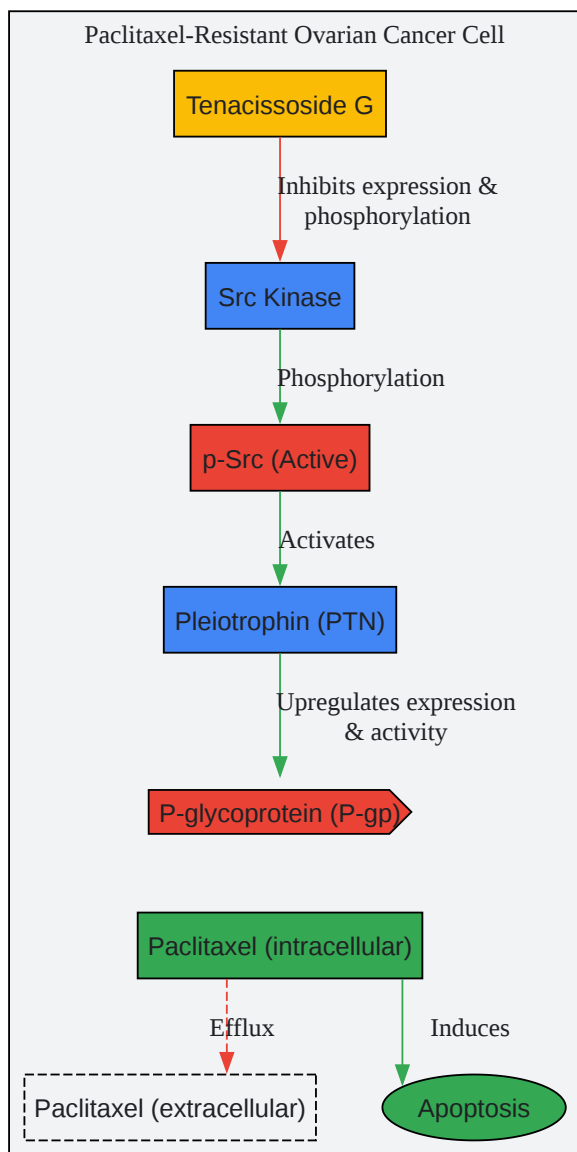 Paclitaxel-Resistant Ovarian Cancer Cell
Tenacissoside G
Inhibits expression &
phosphorylation
Src Kinase
Phosphorylation
p-Src (Active)
Activates
Pleiotrophin (PTN)
Upregulates expression
& activity
P-glycoprotein (P-gp)
Paclitaxel (intracellular)
Efflux
Induces
Paclitaxel (extracellular)
Apoptosis